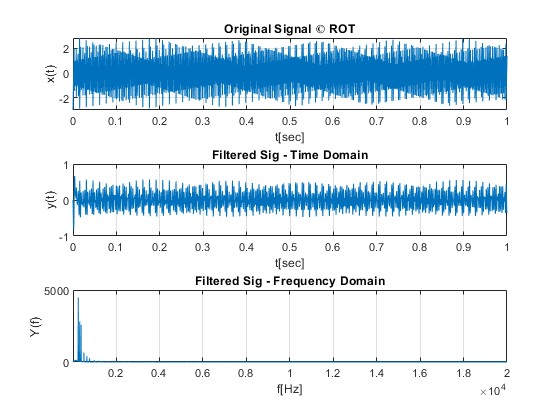 Original Signal © ROT
2
0
-2
x(t)
0 0.1 0.2 0.3 0.4 0.5 0.6 0.7 0.8 0.9 1
t[sec]
Filtered Sig - Time Domain
1
0
-1
y(t)
0 0.1 0.2 0.3 0.4 0.5 0.6 0.7 0.8 0.9 1
t[sec]
Filtered Sig - Frequency Domain
5000
0
Y(f)
0.2 0.4 0.6 0.8 1 1.2 1.4 1.6 1.8 2
f[Hz]
×10⁴